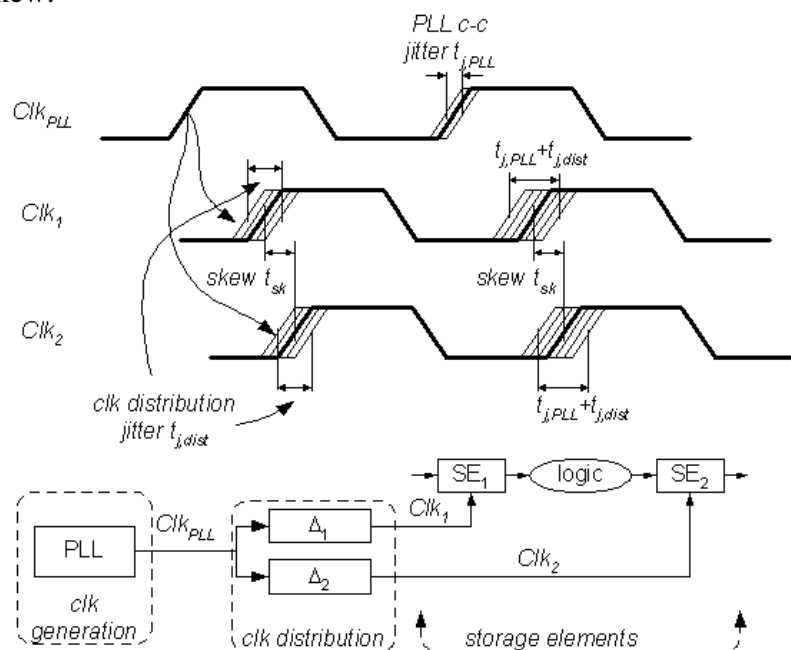 PLL c-c
jitter t_j,PLL
Clk_PLL
t_j,PLL+t_j,dist
Clk_1
skew t_sk
skew t_sk
Clk_2
clk distribution
jitter t_j,dist
t_j,PLL+t_j,dist
SE_1
logic
SE_2
Clk_PLL
Clk_1
Δ_1
PLL
Clk_2
Δ_2
clk
generation
clk distribution
storage elements